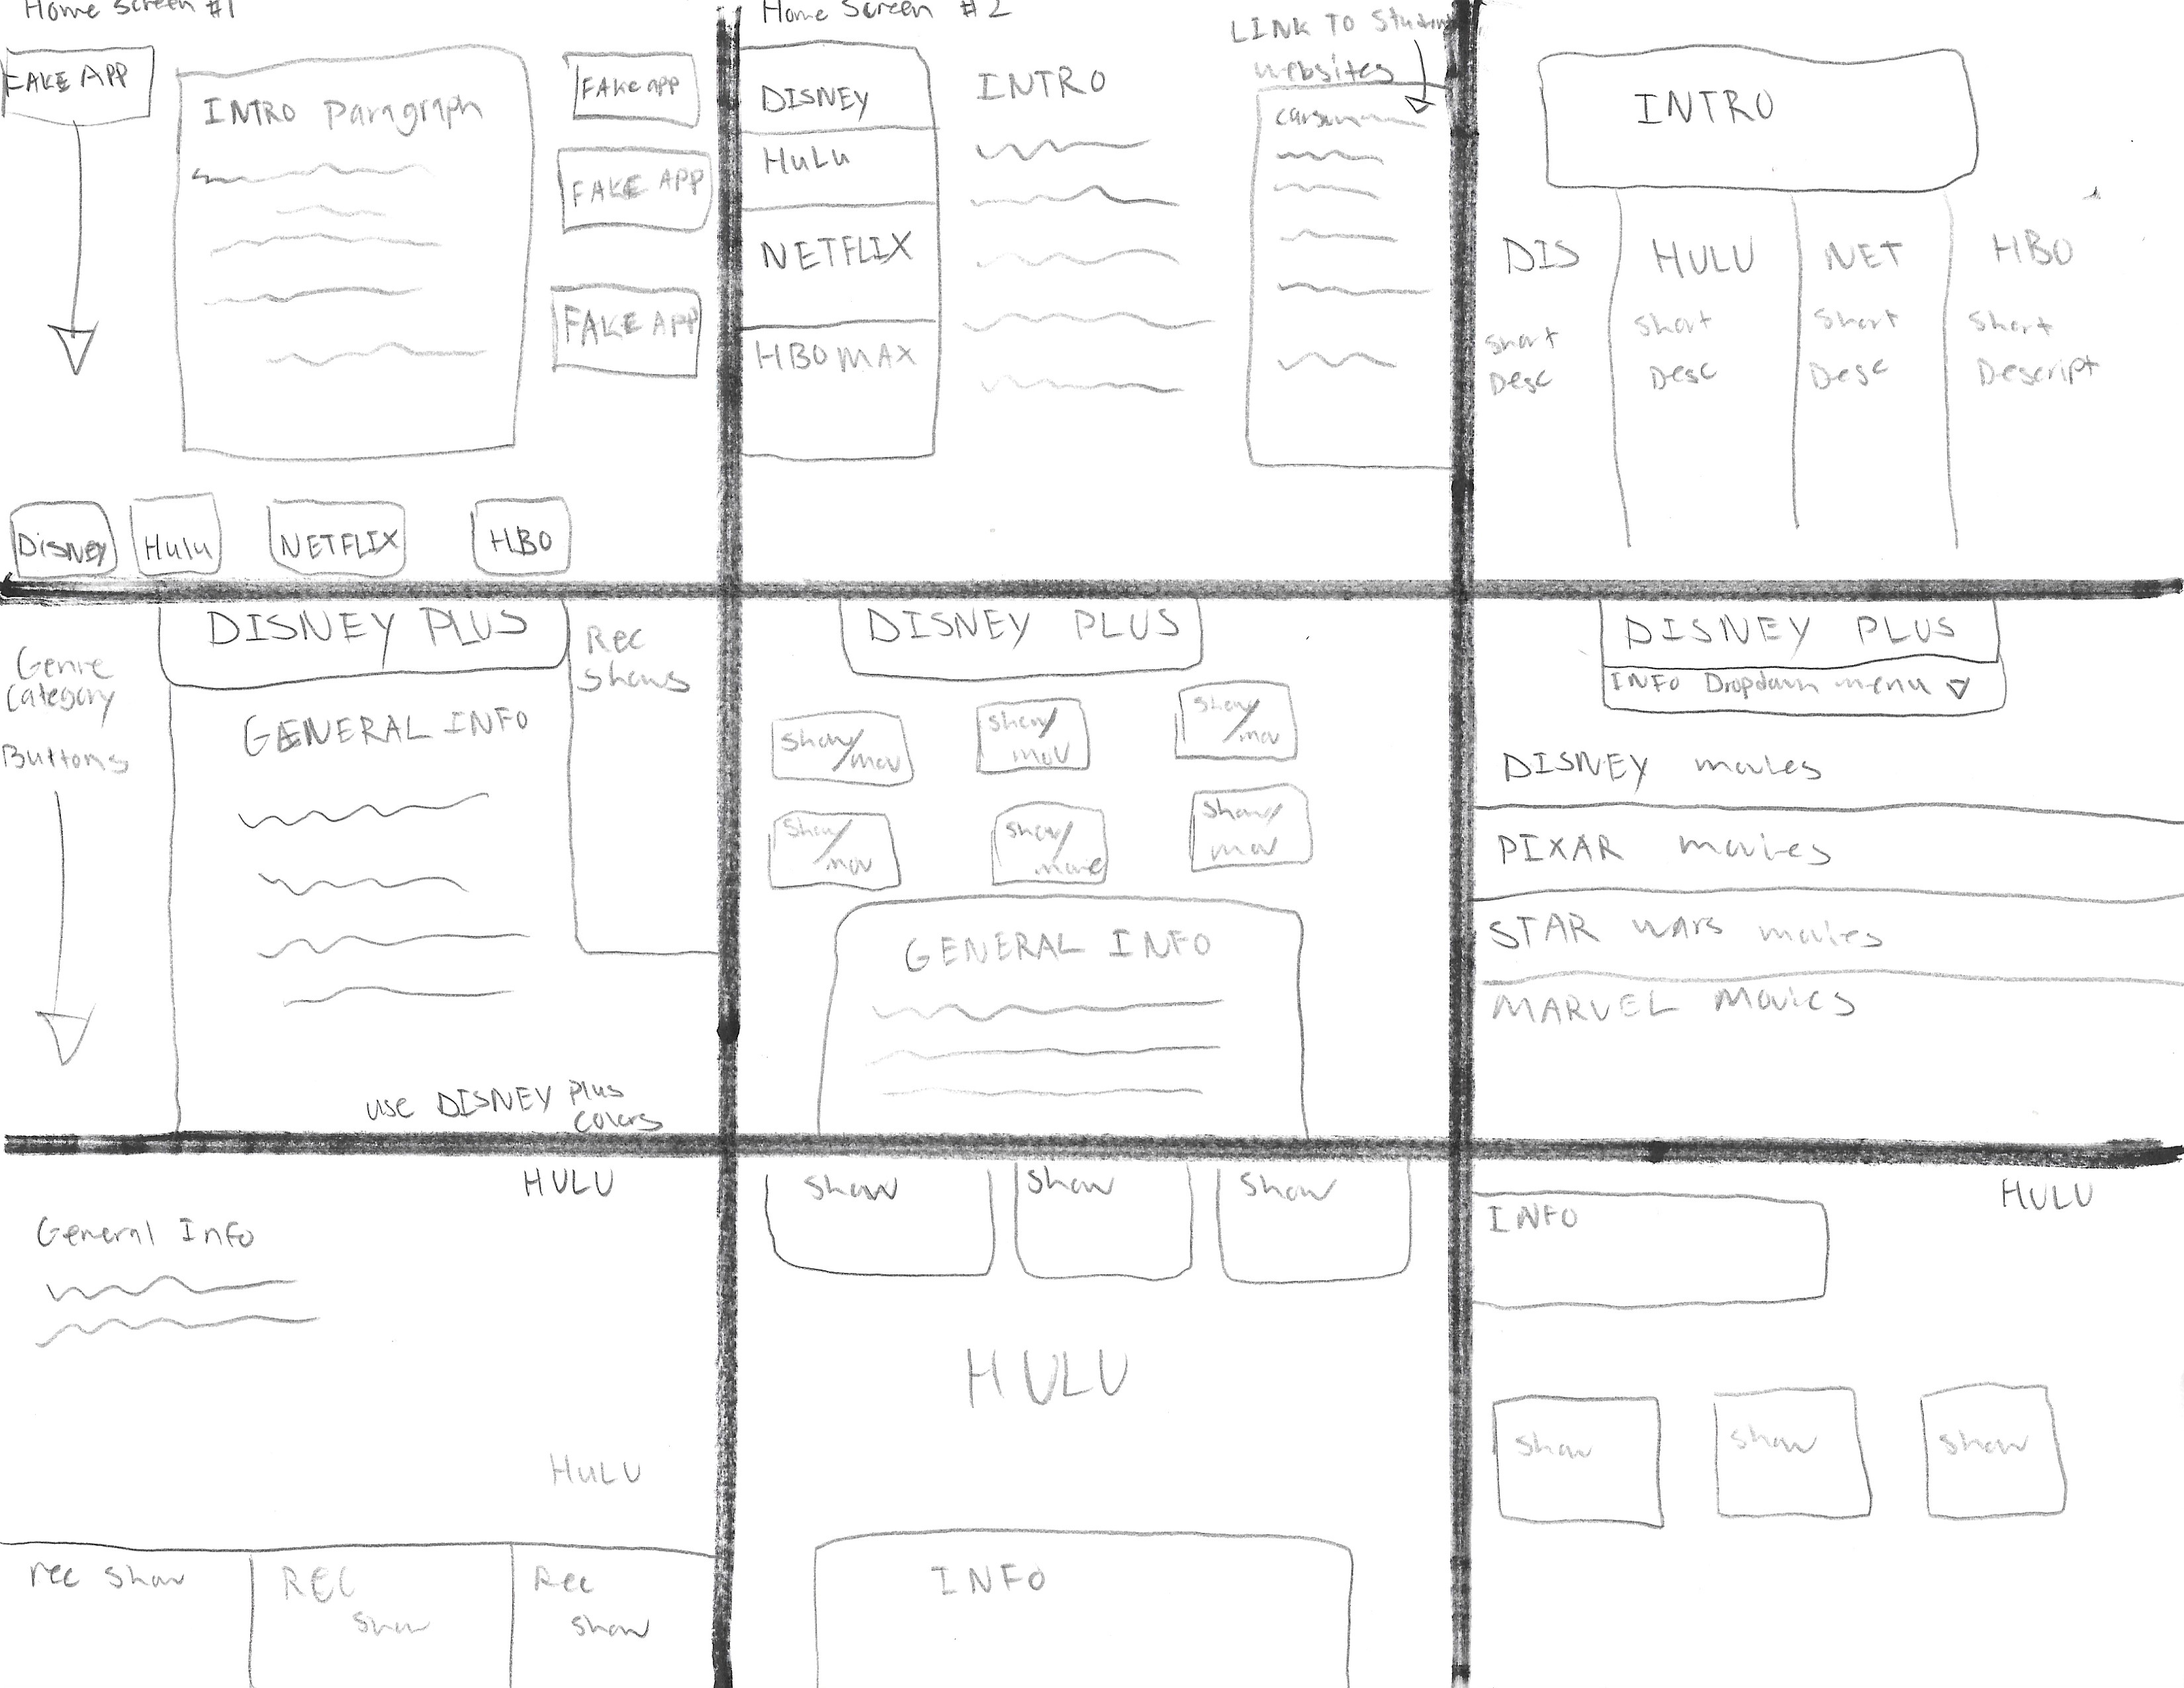 Home Screen #1
FAKE APP
INTRO Paragraph
FAKE app
FAKE APP
FAKE APP
Disney
Hulu
NETFLIX
HBO
Home Screen #2
DISNEY
HuLu
NETFLIX
HBO MAX
INTRO
LINK TO Student
websites
INTRO
DIS
short
Desc
HULU
short
Desc
NET
Short
Desc
HBO
Short
Descript
Genre
Category
Buttons
DISNEY PLUS
GENERAL INFO
Rec
Shows
use DISNEY plus
colors
DISNEY PLUS
Show/
mov
Show/
mov
Show/
mov
Show/
mov
Show/
movie
Show/
mov
GENERAL INFO
DISNEY PLUS
INFO Dropdown menu
DISNEY movies
PIXAR movies
STAR wars movies
MARVEL Movies
HULU
General Info
HULU
rec show
REC
Show
Rec
show
Show
Show
Show
HULU
INFO
HULU
INFO
Show
Show
Show